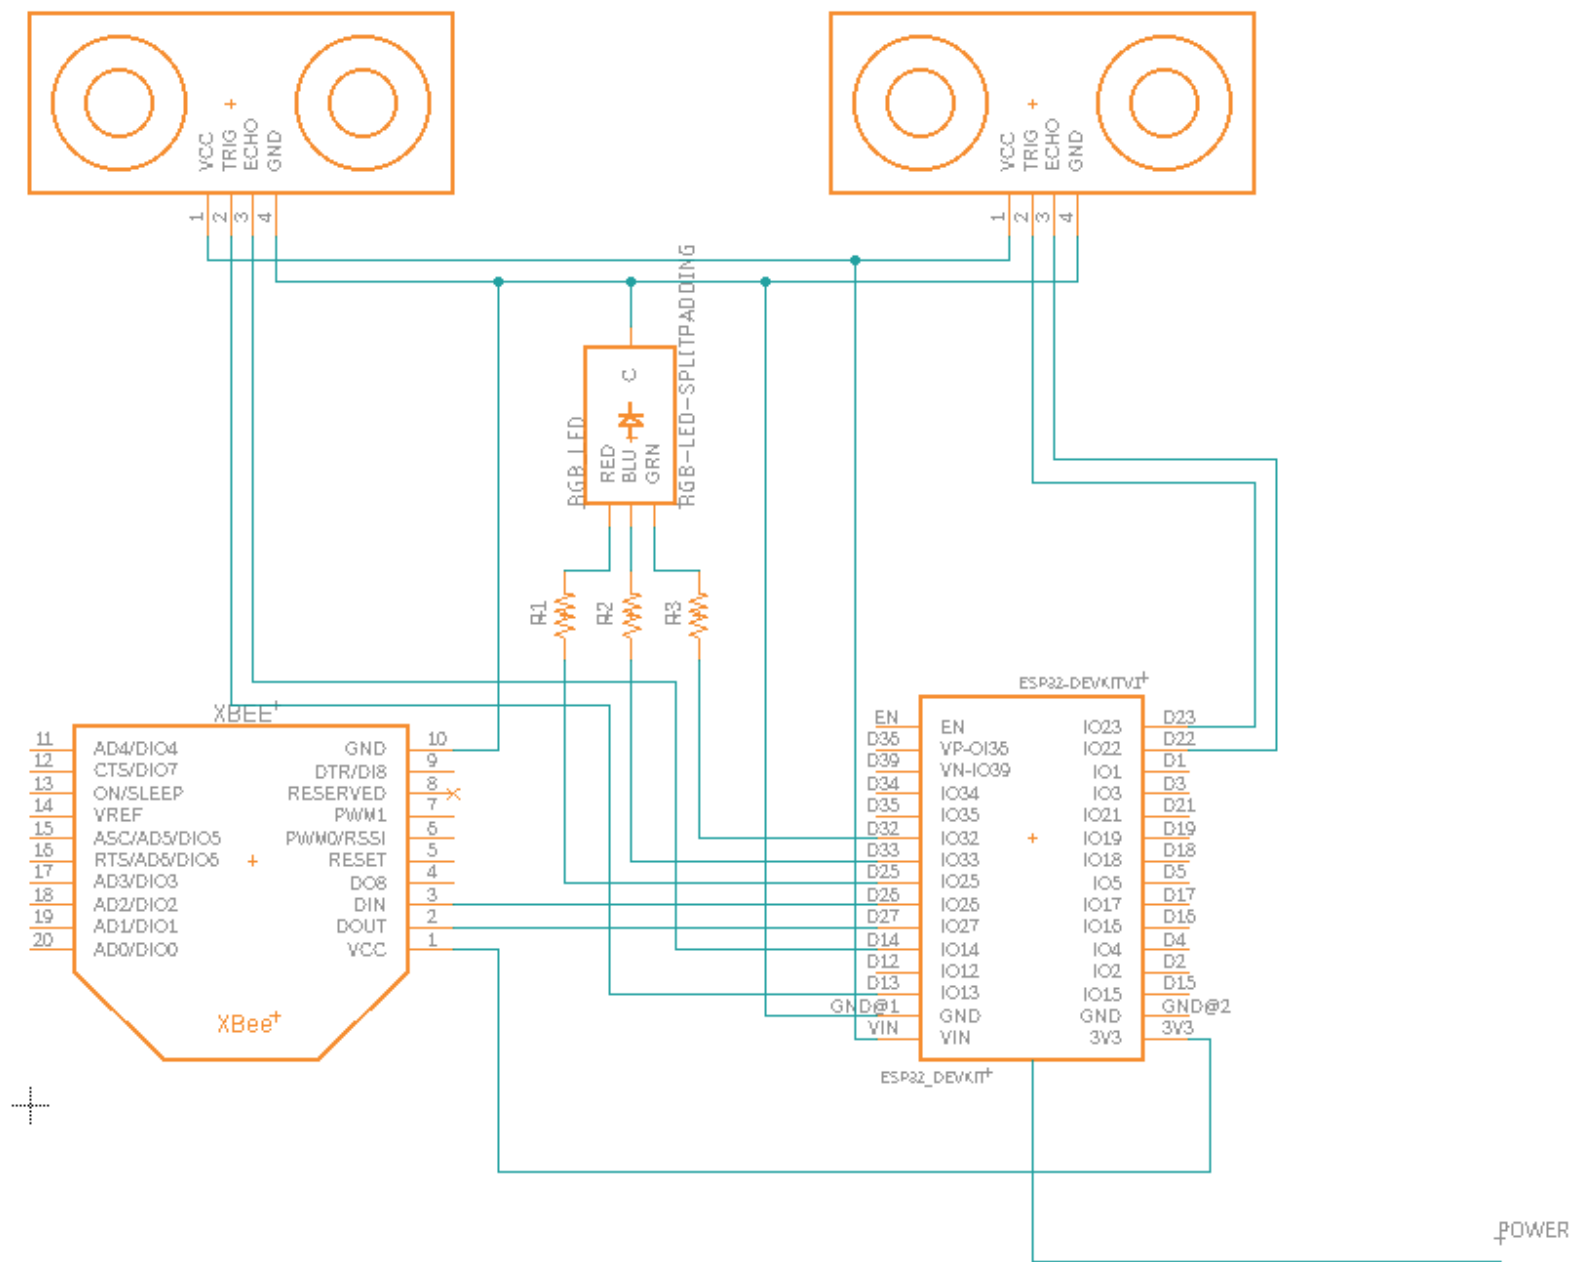 VCC
TRIG
ECHO
GND
1
2
3
4
VCC
TRIG
ECHO
GND
1
2
3
4
RGB_LED
C
RED
BLU
GRN
RGB-LED-SPLITPADDING
R1
R2
R3
XBEE
11 AD4/DIO4 GND 10
12 CTS/DIO7 DTR/DI8 9
13 ON/SLEEP RESERVED 8
14 VREF PWM1 7
15 ASC/AD5/DIO5 PWM0/RSSI 6
16 RTS/AD6/DIO6 RESET 5
17 AD3/DIO3 DO8 4
18 AD2/DIO2 DIN 3
19 AD1/DIO1 DOUT 2
20 AD0/DIO0 VCC 1
XBee
ESP32-DEVKITV1
EN EN IO23 D23
D36 VP-OI36 IO22 D22
D39 VN-IO39 IO1 D1
D34 IO34 IO3 D3
D35 IO35 IO21 D21
D32 IO32 IO19 D19
D33 IO33 IO18 D18
D25 IO25 IO5 D5
D26 IO26 IO17 D17
D27 IO27 IO16 D16
D14 IO14 IO4 D4
D12 IO12 IO2 D2
D13 IO13 IO15 D15
GND@1 GND GND GND@2
VIN VIN 3V3 3V3
ESP32_DEVKIT
POWER